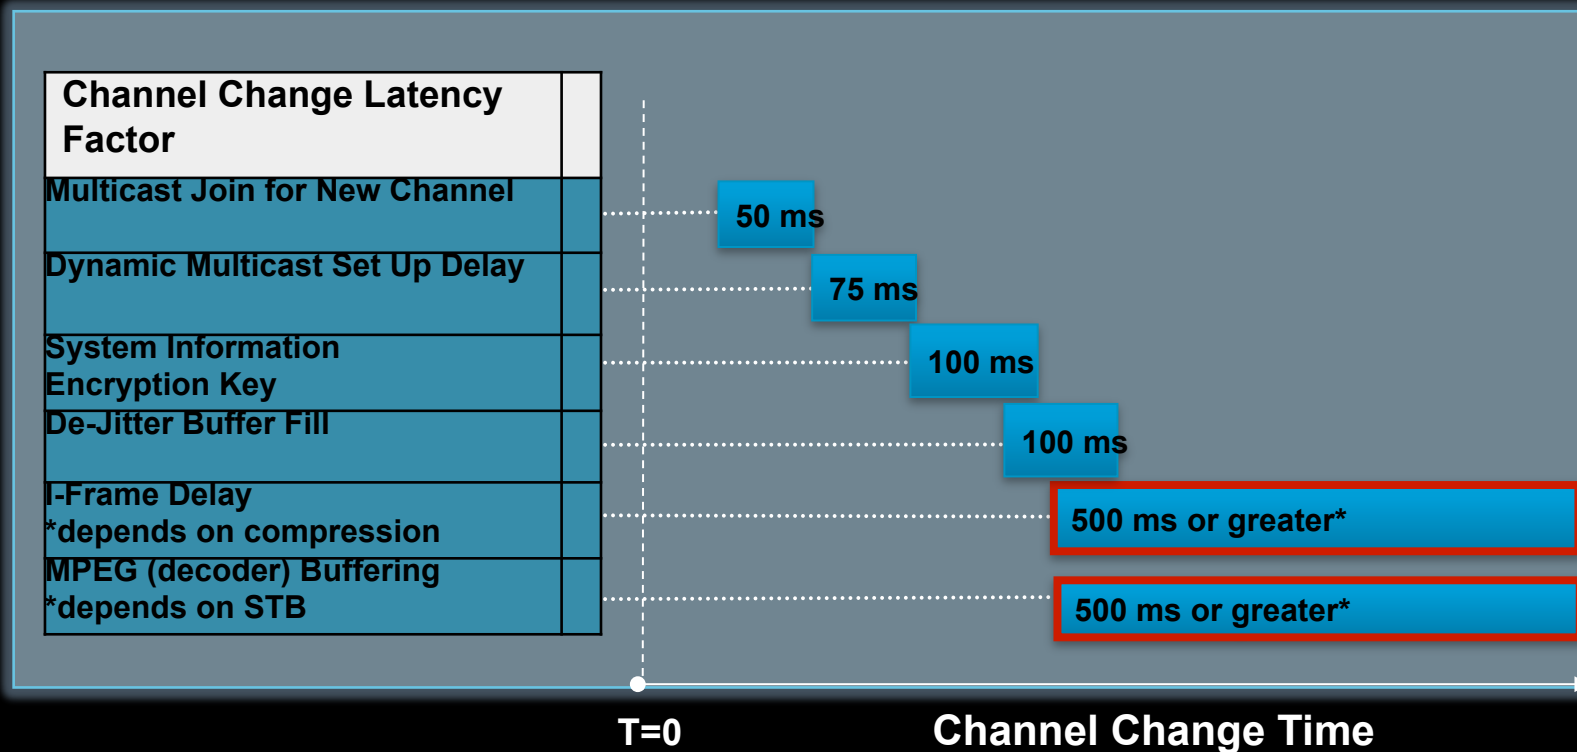 Channel Change Latency
Factor
Multicast Join for New Channel
50 ms
Dynamic Multicast Set Up Delay
75 ms
System Information
Encryption Key
100 ms
De-Jitter Buffer Fill
100 ms
I-Frame Delay
*depends on compression
500 ms or greater*
MPEG (decoder) Buffering
*depends on STB
500 ms or greater*
T=0
Channel Change Time